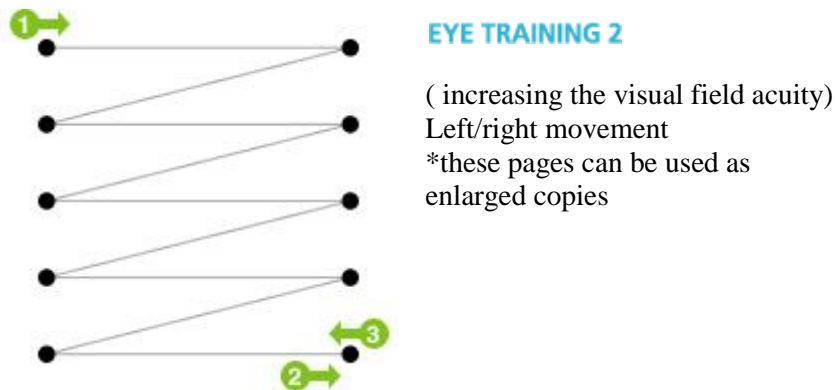 1
EYE TRAINING 2
( increasing the visual field acuity)
Left/right movement
*these pages can be used as
enlarged copies
3
2